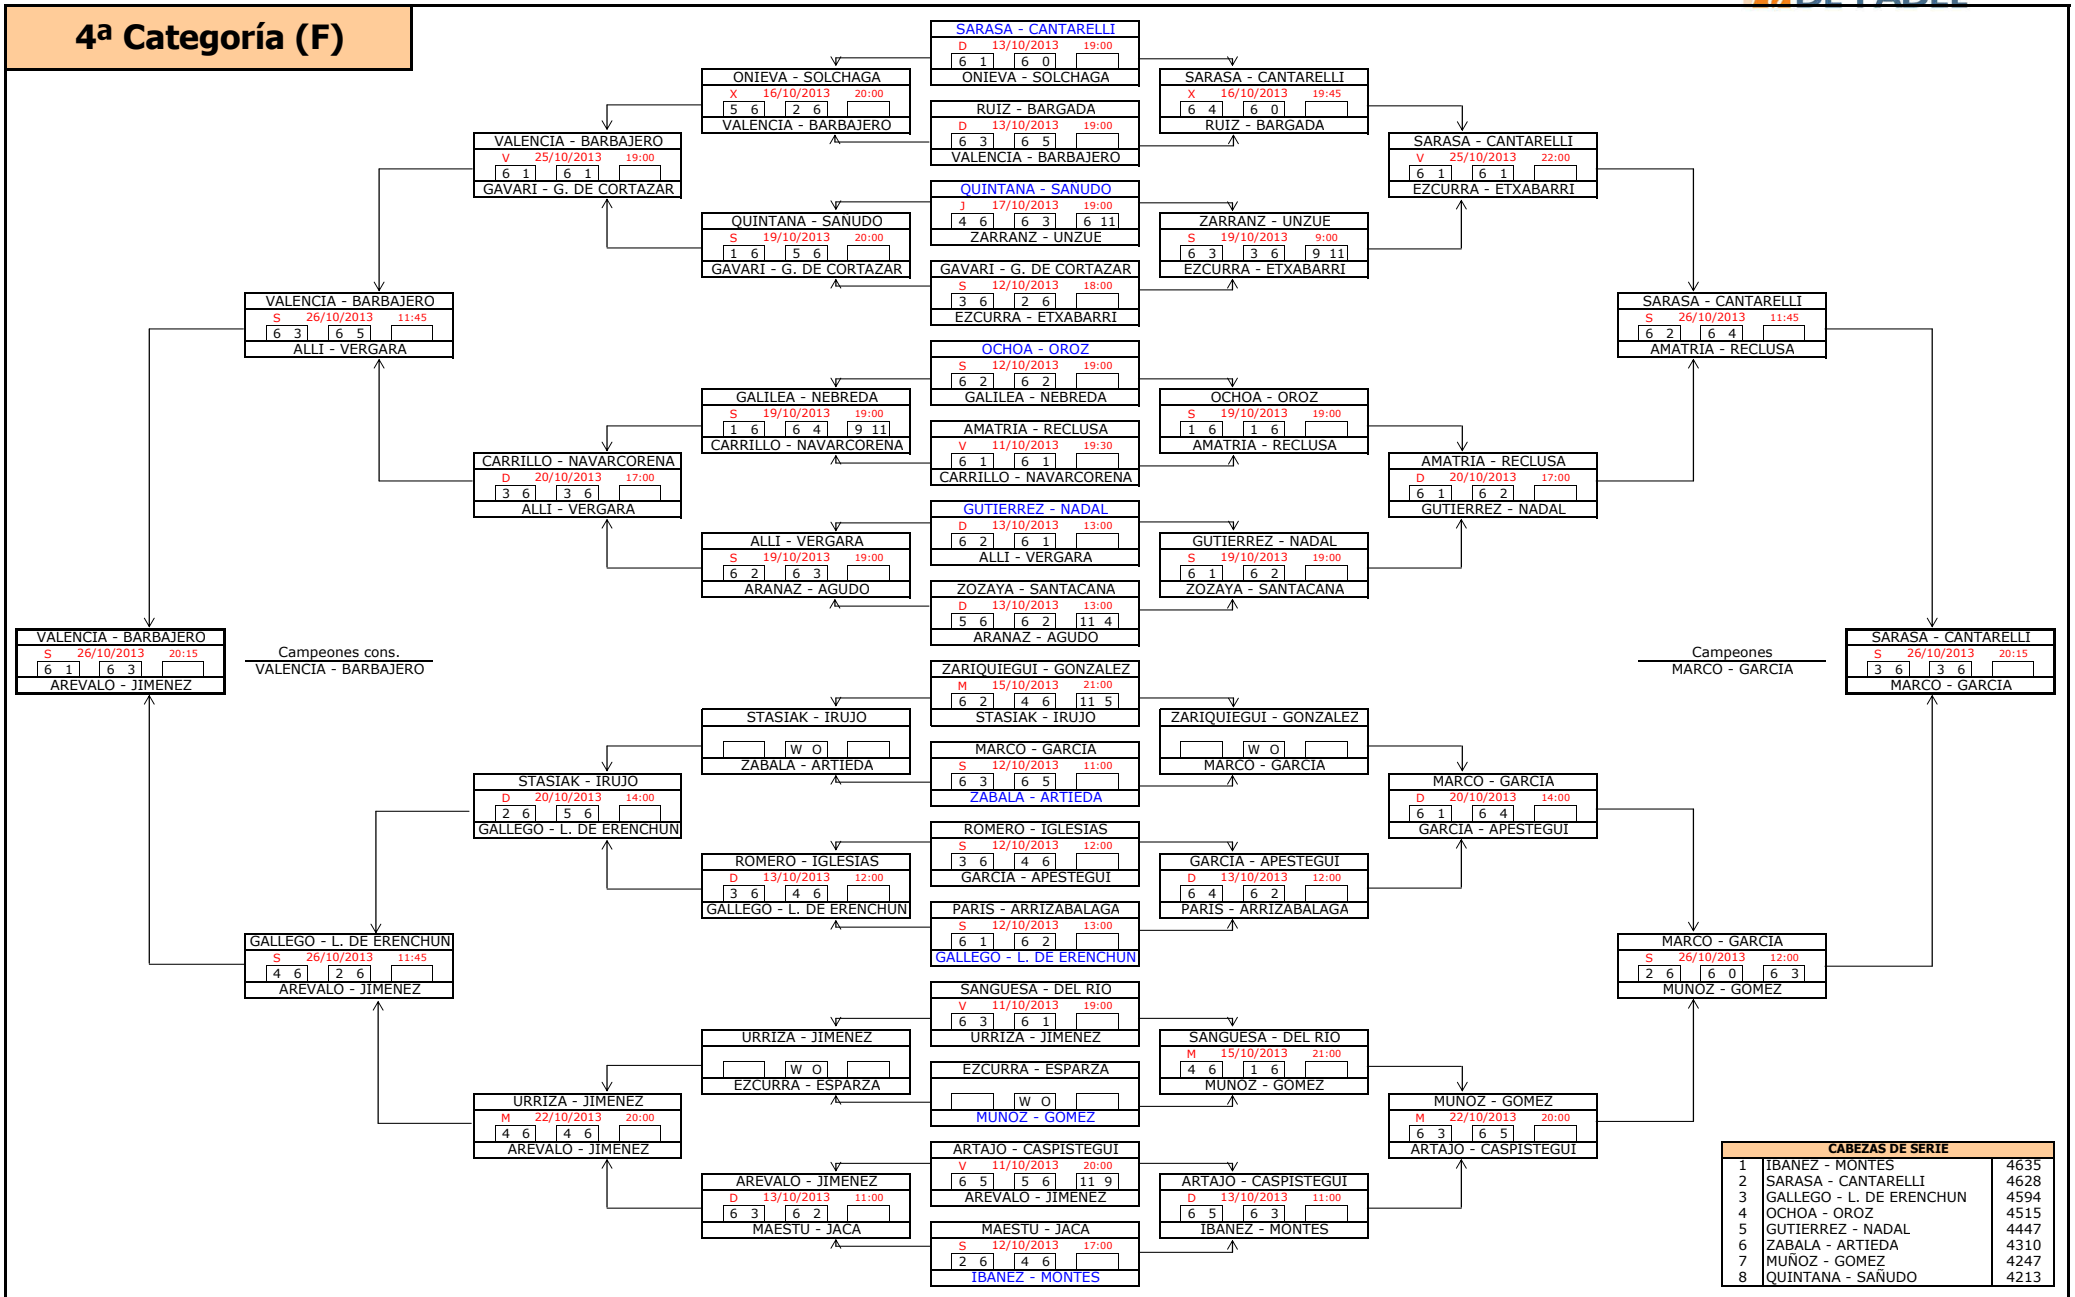 DE PADEL
4ª Categoría (F)
SARASA - CANTARELLI
D 13/10/2013 19:00
6 1 6 0
ONIEVA - SOLCHAGA
RUIZ - BARGADA
D 13/10/2013 19:00
6 3 6 5
VALENCIA - BARBAJERO
QUINTANA - SAÑUDO
J 17/10/2013 19:00
4 6 6 3 6 11
ZARRANZ - UNZUE
GAVARI - G. DE CORTAZAR
S 12/10/2013 18:00
3 6 2 6
EZCURRA - ETXABARRI
OCHOA - OROZ
S 12/10/2013 19:00
6 2 6 2
GALILEA - NEBREDA
AMATRIA - RECLUSA
V 11/10/2013 19:30
6 1 6 1
CARRILLO - NAVARCORENA
GUTIERREZ - NADAL
D 13/10/2013 13:00
6 2 6 1
ALLI - VERGARA
ZOZAYA - SANTACANA
D 13/10/2013 13:00
5 6 6 2 11 4
ARANAZ - AGUDO
ZARIQUIEGUI - GONZALEZ
M 15/10/2013 21:00
6 2 4 6 11 5
STASIAK - IRUJO
MARCO - GARCIA
S 12/10/2013 11:00
6 3 6 5
ZABALA - ARTIEDA
ROMERO - IGLESIAS
S 12/10/2013 12:00
3 6 4 6
GARCIA - APESTEGUI
PARIS - ARRIZABALAGA
S 12/10/2013 13:00
6 1 6 2
GALLEGO - L. DE ERENCHUN
SANGUESA - DEL RIO
V 11/10/2013 19:00
6 3 6 1
URRIZA - JIMENEZ
EZCURRA - ESPARZA
W O
MUÑOZ - GOMEZ
ARTAJO - CASPISTEGUI
V 11/10/2013 20:00
6 5 5 6 11 9
AREVALO - JIMENEZ
MAESTU - JACA
S 12/10/2013 17:00
2 6 4 6
IBAÑEZ - MONTES
ONIEVA - SOLCHAGA
X 16/10/2013 20:00
5 6 2 6
VALENCIA - BARBAJERO
QUINTANA - SAÑUDO
S 19/10/2013 20:00
1 6 5 6
GAVARI - G. DE CORTAZAR
GALILEA - NEBREDA
S 19/10/2013 19:00
1 6 6 4 9 11
CARRILLO - NAVARCORENA
ALLI - VERGARA
S 19/10/2013 19:00
6 2 6 3
ARANAZ - AGUDO
STASIAK - IRUJO
W O
ZABALA - ARTIEDA
ROMERO - IGLESIAS
D 13/10/2013 12:00
3 6 4 6
GALLEGO - L. DE ERENCHUN
URRIZA - JIMENEZ
W O
EZCURRA - ESPARZA
AREVALO - JIMENEZ
D 13/10/2013 11:00
6 3 6 2
MAESTU - JACA
VALENCIA - BARBAJERO
V 25/10/2013 19:00
6 1 6 1
GAVARI - G. DE CORTAZAR
CARRILLO - NAVARCORENA
D 20/10/2013 17:00
3 6 3 6
ALLI - VERGARA
STASIAK - IRUJO
D 20/10/2013 14:00
2 6 5 6
GALLEGO - L. DE ERENCHUN
URRIZA - JIMENEZ
M 22/10/2013 20:00
4 6 4 6
AREVALO - JIMENEZ
VALENCIA - BARBAJERO
S 26/10/2013 11:45
6 3 6 5
ALLI - VERGARA
GALLEGO - L. DE ERENCHUN
S 26/10/2013 11:45
4 6 2 6
AREVALO - JIMENEZ
VALENCIA - BARBAJERO
S 26/10/2013 20:15
6 1 6 3
AREVALO - JIMENEZ
Campeones cons.
VALENCIA - BARBAJERO
SARASA - CANTARELLI
X 16/10/2013 19:45
6 4 6 0
RUIZ - BARGADA
ZARRANZ - UNZUE
S 19/10/2013 9:00
6 3 3 6 9 11
EZCURRA - ETXABARRI
OCHOA - OROZ
S 19/10/2013 19:00
1 6 1 6
AMATRIA - RECLUSA
GUTIERREZ - NADAL
S 19/10/2013 19:00
6 1 6 2
ZOZAYA - SANTACANA
ZARIQUIEGUI - GONZALEZ
W O
MARCO - GARCIA
GARCIA - APESTEGUI
D 13/10/2013 12:00
6 4 6 2
PARIS - ARRIZABALAGA
SANGUESA - DEL RIO
M 15/10/2013 21:00
4 6 1 6
MUÑOZ - GOMEZ
ARTAJO - CASPISTEGUI
D 13/10/2013 11:00
6 5 6 3
IBAÑEZ - MONTES
SARASA - CANTARELLI
V 25/10/2013 22:00
6 1 6 1
EZCURRA - ETXABARRI
AMATRIA - RECLUSA
D 20/10/2013 17:00
6 1 6 2
GUTIERREZ - NADAL
MARCO - GARCIA
D 20/10/2013 14:00
6 1 6 4
GARCIA - APESTEGUI
MUÑOZ - GOMEZ
M 22/10/2013 20:00
6 3 6 5
ARTAJO - CASPISTEGUI
SARASA - CANTARELLI
S 26/10/2013 11:45
6 2 6 4
AMATRIA - RECLUSA
MARCO - GARCIA
S 26/10/2013 12:00
2 6 6 0 6 3
MUÑOZ - GOMEZ
Campeones
MARCO - GARCIA
SARASA - CANTARELLI
S 26/10/2013 20:15
3 6 3 6
MARCO - GARCIA
CABEZAS DE SERIE
1 IBAÑEZ - MONTES 4635
2 SARASA - CANTARELLI 4628
3 GALLEGO - L. DE ERENCHUN 4594
4 OCHOA - OROZ 4515
5 GUTIERREZ - NADAL 4447
6 ZABALA - ARTIEDA 4310
7 MUÑOZ - GOMEZ 4247
8 QUINTANA - SAÑUDO 4213